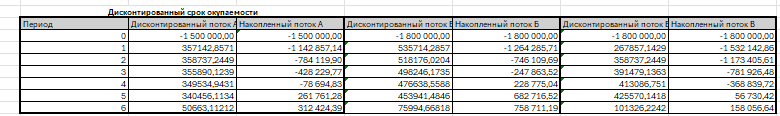 Дисконтированный срок окупаемости
Период Дисконтированный поток А Накопленный поток А Дисконтированный поток Б Накопленный поток Б Дисконтированный поток В Накопленный поток В
0 -1 500 000,00 -1 500 000,00 -1 800 000,00 -1 800 000,00 -1 800 000,00 -1 800 000,00
1 357142,8571 -1 142 857,14 535714,2857 -1 264 285,71 267857,1429 -1 532 142,86
2 358737,2449 -784 119,90 518176,0204 -746 109,69 358737,2449 -1 173 405,61
3 355890,1239 -428 229,77 498246,1735 -247 863,52 391479,1363 -781 926,48
4 349534,9431 -78 694,83 476638,5588 228 775,04 413086,751 -368 839,72
5 340456,1134 261 761,28 453941,4846 682 716,52 425570,1418 56 730,42
6 50663,11212 312 424,39 75994,66818 758 711,19 101326,2242 158 056,64